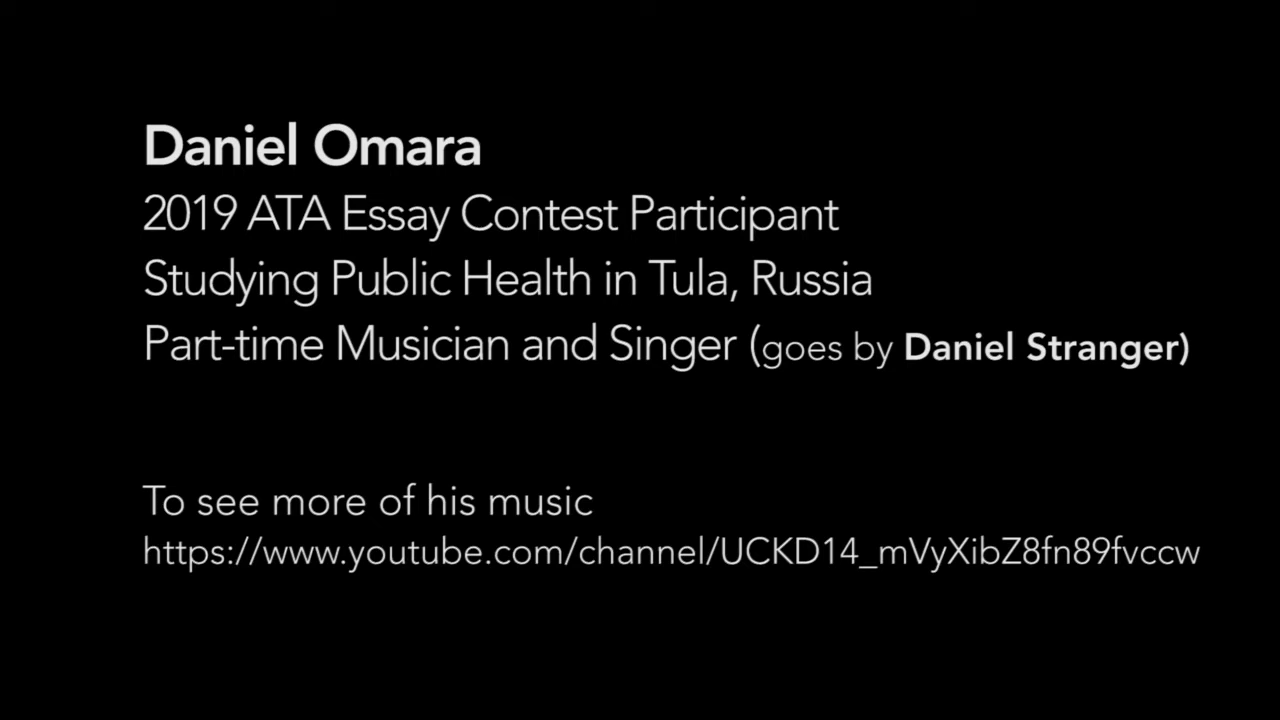 Daniel Omara
2019 ATA Essay Contest Participant
Studying Public Health in Tula, Russia
Part-time Musician and Singer (goes by Daniel Stranger)
To see more of his music
https://www.youtube.com/channel/UCKD14_mVyXibZ8fn89fvccw